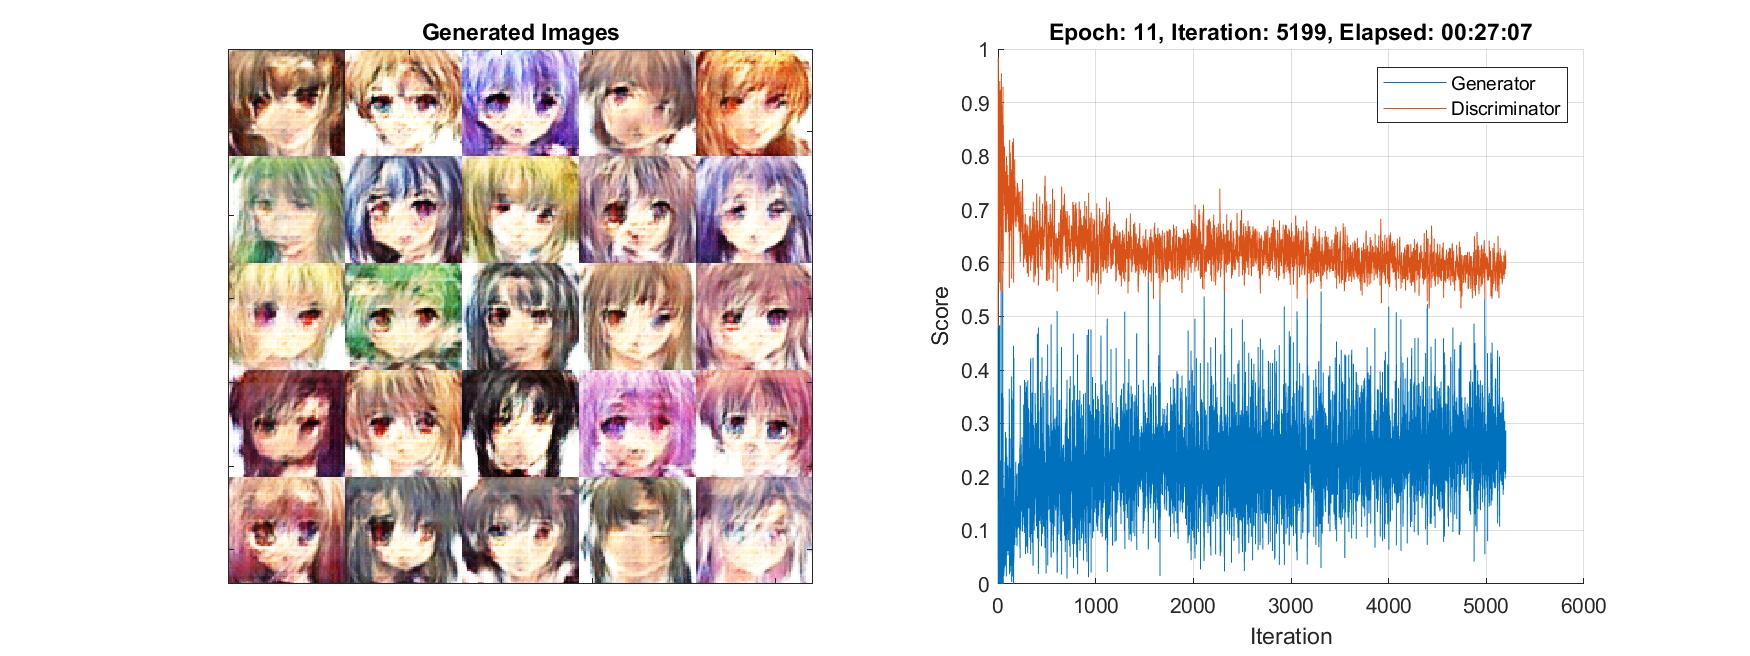 Generated Images
Epoch: 11, Iteration: 5199, Elapsed: 00:27:07
Generator
Discriminator
1
0.9
0.8
0.7
0.6
0.5
0.4
0.3
0.2
0.1
0
Score
0 1000 2000 3000 4000 5000 6000
Iteration